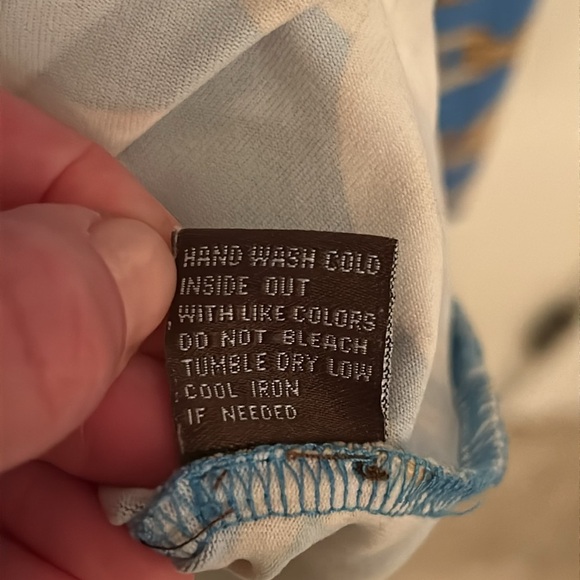 HAND WASH COLD
INSIDE OUT
WITH LIKE COLORS
DO NOT BLEACH
TUMBLE DRY LOW
COOL IRON
IF NEEDED